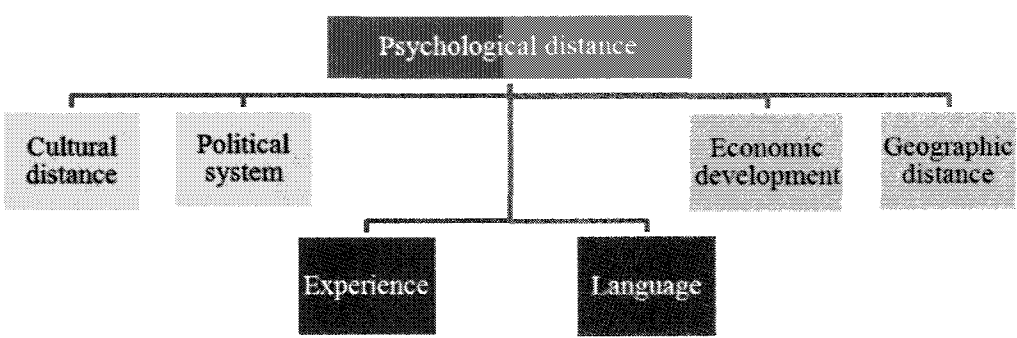 Psychological distance
Cultural
distance
Political
system
Economic
development
Geographic
distance
Experience
Language